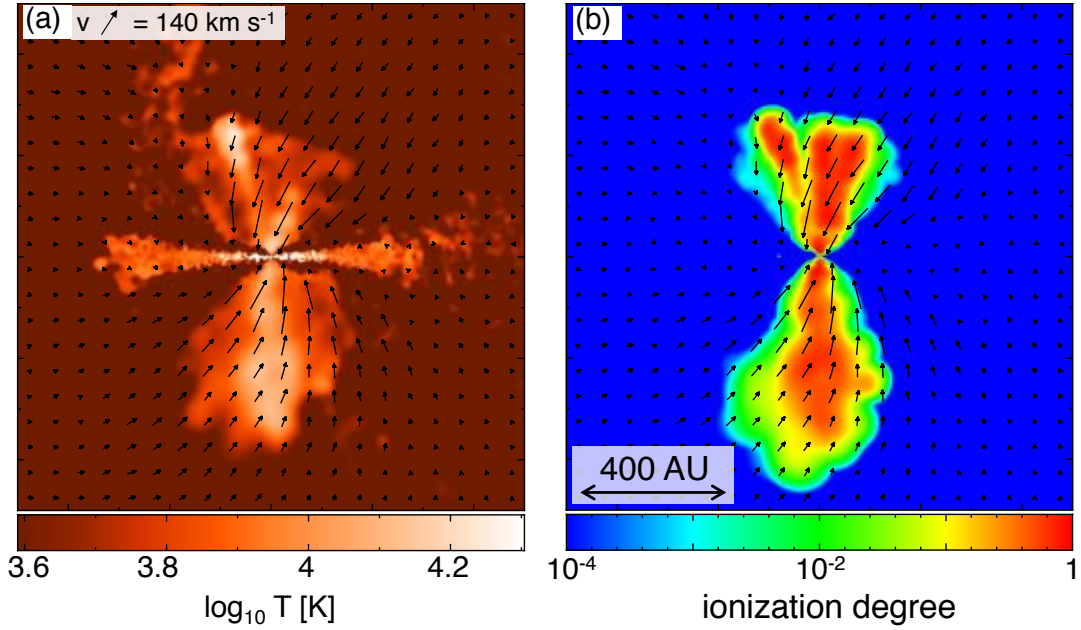 (a) v ↗ = 140 km s⁻¹
(b)
400 AU
3.6 3.8 4 4.2
10⁻⁴ 10⁻² 1
log₁₀ T [K]
ionization degree